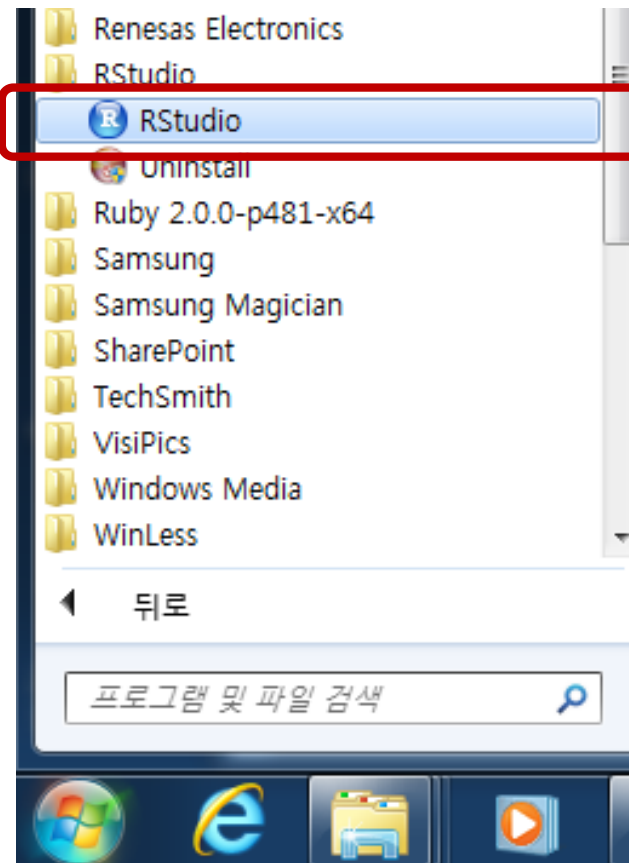 Renesas Electronics
RStudio
R RStudio
Uninstall
Ruby 2.0.0-p481-x64
Samsung
Samsung Magician
SharePoint
TechSmith
VisiPics
Windows Media
WinLess
뒤로
프로그램 및 파일 검색